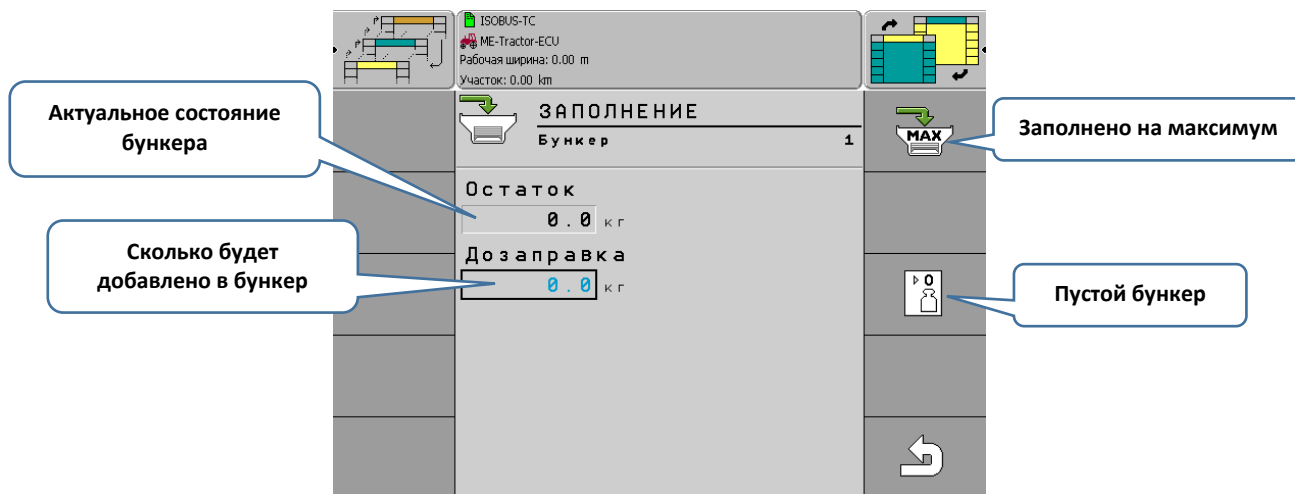 ISOBUS-TC
ME-Tractor-ECU
Рабочая ширина: 0.00 m
Участок: 0.00 km
Актуальное состояние
бункера
ЗАПОЛНЕНИЕ
Бункер 1
MAX
Заполнено на максимум
Остаток
0.0 кг
Сколько будет
добавлено в бункер
Дозаправка
0.0 кг
0
Пустой бункер